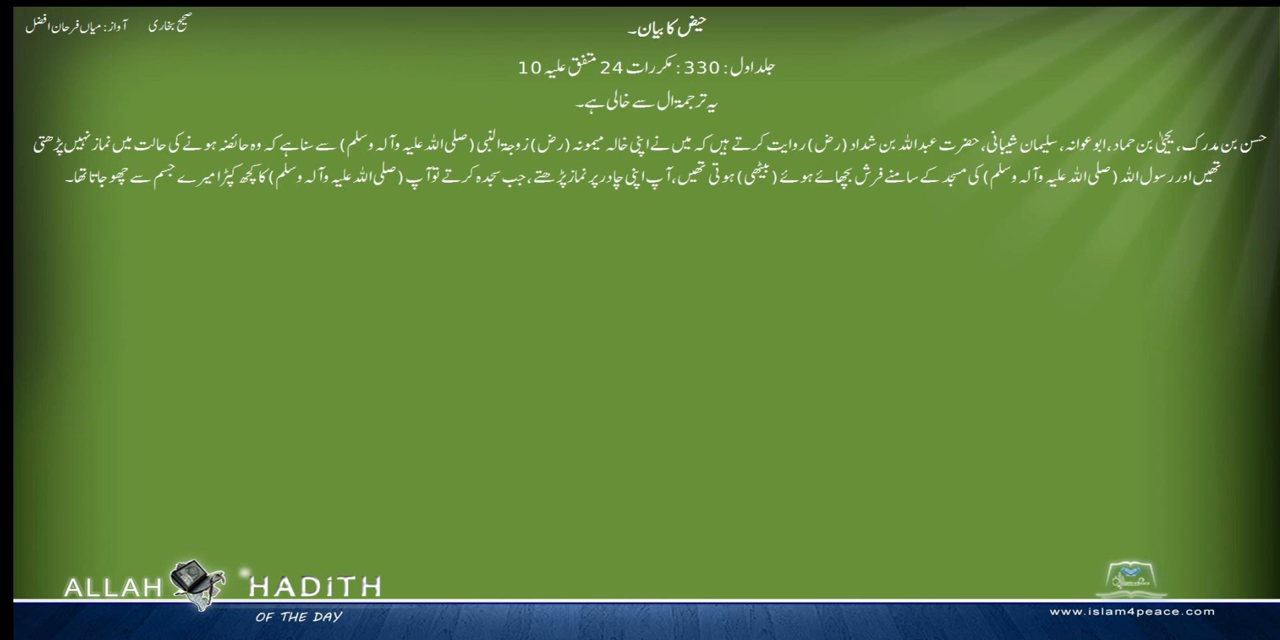 حیض کا بیان۔
صحیح بخاری
آواز: میاں فرحان افضل
جلد اول: 330: مکررات 24 متفق علیہ 10
یہ ترجمۃ ال سے خالی ہے۔
حسن بن مدرک، یحیٰی بن حماد، ابو عوانہ، سلیمان شیبانی، حضرت عبد اللہ بن شداد (رض) روایت کرتے ہیں کہ میں نے اپنی خالہ میمونہ (رض) زوجۃ النبی (صلی اللہ علیہ وآلہ وسلم) سے سنا ہے کہ وہ حائضہ ہونے کی حالت میں نماز نہیں پڑھتی
تھیں اور رسول اللہ (صلی اللہ علیہ وآلہ وسلم) کی مسجد کے سامنے فرش بچھائے ہوئے (بیٹھی) ہوتی تھیں، آپ اپنی چادر پر نماز پڑھتے، جب سجدہ کرتے تو آپ (صلی اللہ علیہ وآلہ وسلم) کا کچھ کپڑا میرے جسم سے چھو جاتا تھا۔
ALLAH HADITH
OF THE DAY
www.islam4peace.com